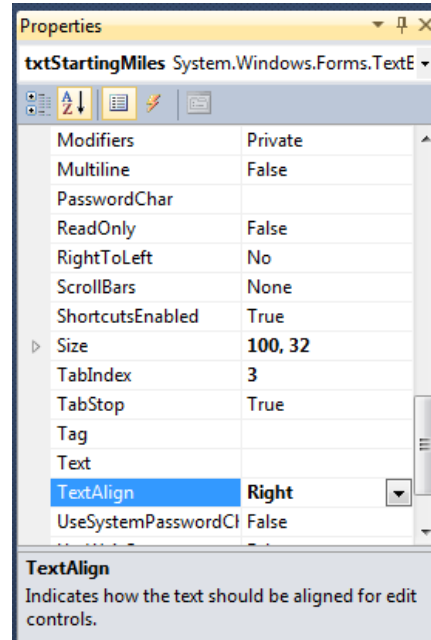 Properties
txtStartingMiles System.Windows.Forms.TextE
A
Z
Modifiers Private
Multiline False
PasswordChar
ReadOnly False
RightToLeft No
ScrollBars None
ShortcutsEnabled True
Size 100, 32
TabIndex 3
TabStop True
Tag
Text
TextAlign Right
UseSystemPasswordCh False
TextAlign
Indicates how the text should be aligned for edit
controls.